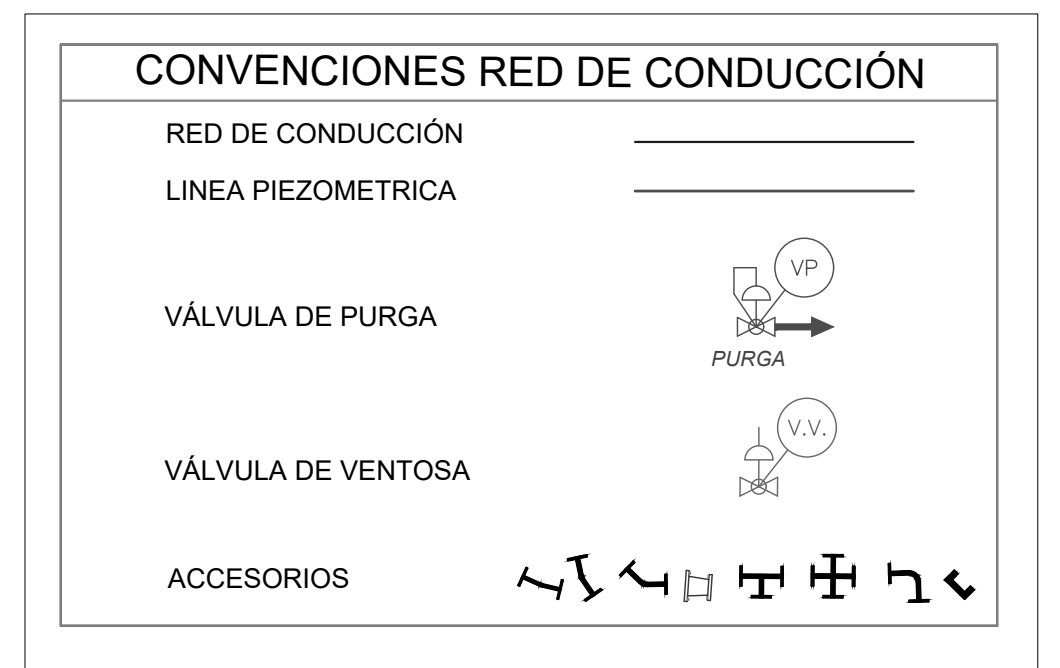 CONVENCIONES RED DE CONDUCCIÓN
RED DE CONDUCCIÓN
LINEA PIEZOMETRICA
VP
VÁLVULA DE PURGA
PURGA
V.V.
VÁLVULA DE VENTOSA
ACCESORIOS